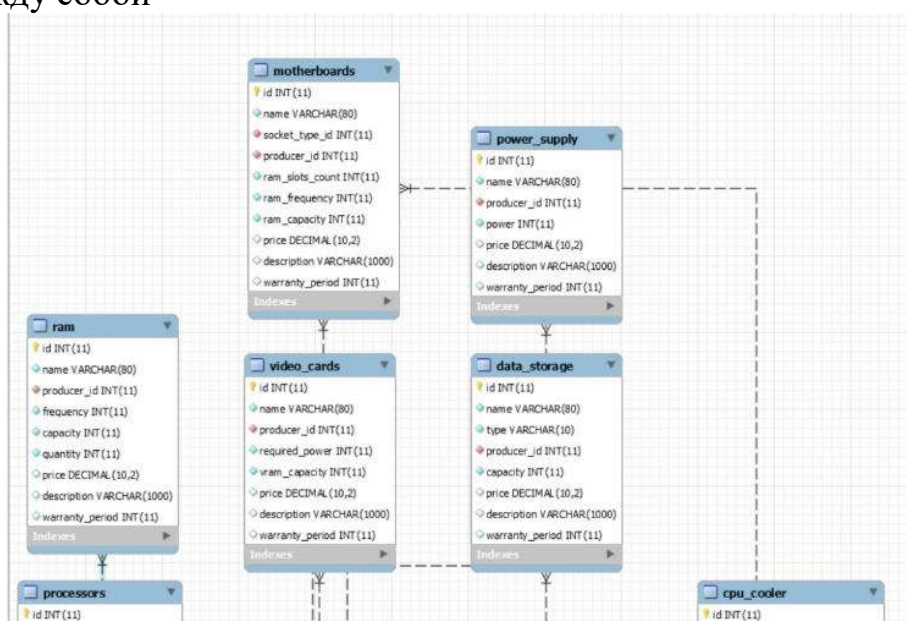 собой
motherboards
id INT(11)
name VARCHAR(80)
socket_type_id INT(11)
producer_id INT(11)
ram_slots_count INT(11)
ram_frequency INT(11)
ram_capacity INT(11)
price DECIMAL(10,2)
description VARCHAR(1000)
warranty_period INT(11)
Indexes
power_supply
id INT(11)
name VARCHAR(80)
producer_id INT(11)
power INT(11)
price DECIMAL(10,2)
description VARCHAR(1000)
warranty_period INT(11)
Indexes
ram
id INT(11)
name VARCHAR(80)
producer_id INT(11)
frequency INT(11)
capacity INT(11)
quantity INT(11)
price DECIMAL(10,2)
description VARCHAR(1000)
warranty_period INT(11)
Indexes
video_cards
id INT(11)
name VARCHAR(80)
producer_id INT(11)
required_power INT(11)
vram_capacity INT(11)
price DECIMAL(10,2)
description VARCHAR(1000)
warranty_period INT(11)
Indexes
data_storage
id INT(11)
name VARCHAR(80)
type VARCHAR(10)
producer_id INT(11)
capacity INT(11)
price DECIMAL(10,2)
description VARCHAR(1000)
warranty_period INT(11)
Indexes
processors
id INT(11)
cpu_cooler
id INT(11)